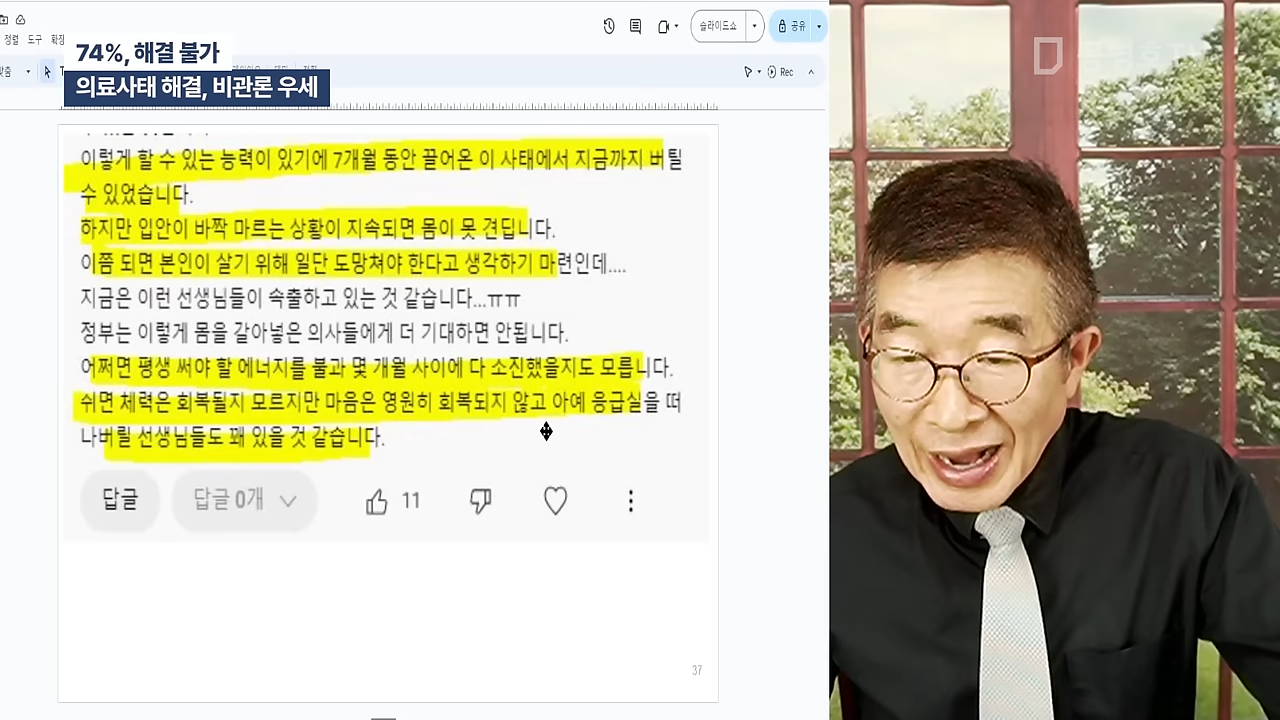 정렬 도구 확장
슬라이드쇼
공유
74%, 해결 불가
의료사태 해결, 비관론 우세
Rec
이렇게 할 수 있는 능력이 있기에 7개월 동안 끌어온 이 사태에서 지금까지 버틸
수 있었습니다.
하지만 입안이 바짝 마르는 상황이 지속되면 몸이 못 견딥니다.
이쯤 되면 본인이 살기 위해 일단 도망쳐야 한다고 생각하기 마련인데....
지금은 이런 선생님들이 속출하고 있는 것 같습니다...ㅠㅠ
정부는 이렇게 몸을 갈아넣은 의사들에게 더 기대하면 안됩니다.
어쩌면 평생 써야 할 에너지를 불과 몇 개월 사이에 다 소진했을지도 모릅니다.
쉬면 체력은 회복될지 모르지만 마음은 영원히 회복되지 않고 아예 응급실을 떠
나버릴 선생님들도 꽤 있을 것 같습니다.
답글
답글 0개
11
37